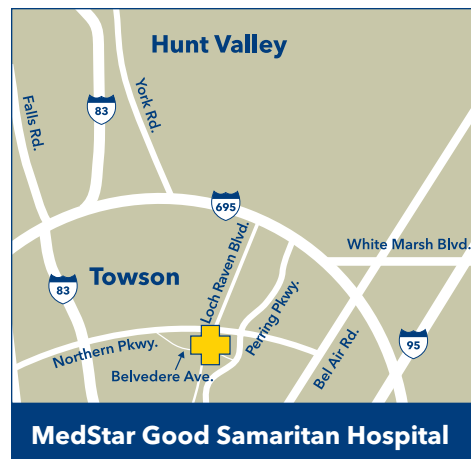 Hunt Valley
Falls Rd.
83
York Rd.
695
Loch Raven Blvd.
White Marsh Blvd.
Towson
83
Perring Pkwy.
Northern Pkwy.
Bel Air Rd.
95
Belvedere Ave.
MedStar Good Samaritan Hospital